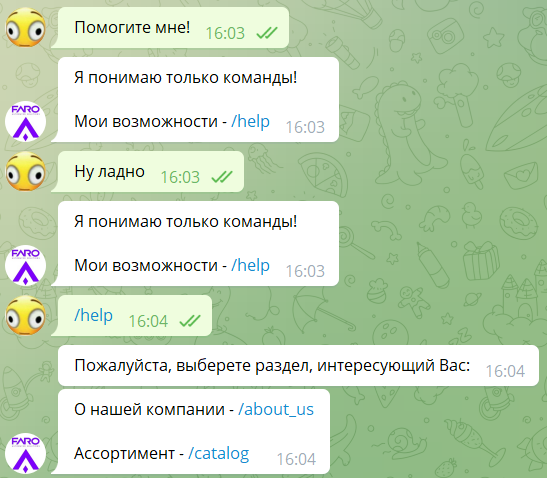 Помогите мне! 16:03
Я понимаю только команды!
FARO
Мои возможности - /help 16:03
Ну ладно 16:03
Я понимаю только команды!
FARO
Мои возможности - /help 16:03
/help 16:04
Пожалуйста, выберете раздел, интересующий Вас: 16:04
О нашей компании - /about_us
FARO
Ассортимент - /catalog 16:04